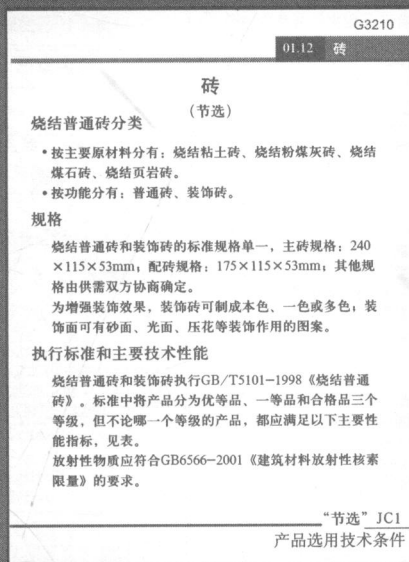 G3210
01.12 砖
砖
（节选）
烧结普通砖分类
•按主要原材料分有：烧结粘土砖、烧结粉煤灰砖、烧结
煤石砖、烧结页岩砖。
•按功能分有：普通砖、装饰砖。
规格
烧结普通砖和装饰砖的标准规格单一，主砖规格：240
×115×53mm；配砖规格：175×115×53mm；其他规
格由供需双方协商确定。
为增强装饰效果，装饰砖可制成本色、一色或多色；装
饰面可有砂面、光面、压花等装饰作用的图案。
执行标准和主要技术性能
烧结普通砖和装饰砖执行GB/T5101-1998《烧结普通
砖》。标准中将产品分为优等品、一等品和合格品三个
等级，但不论哪一个等级的产品，都应满足以下主要性
能指标，见表。
放射性物质应符合GB6566-2001《建筑材料放射性核素
限量》的要求。
“节选” JC1
产品选用技术条件